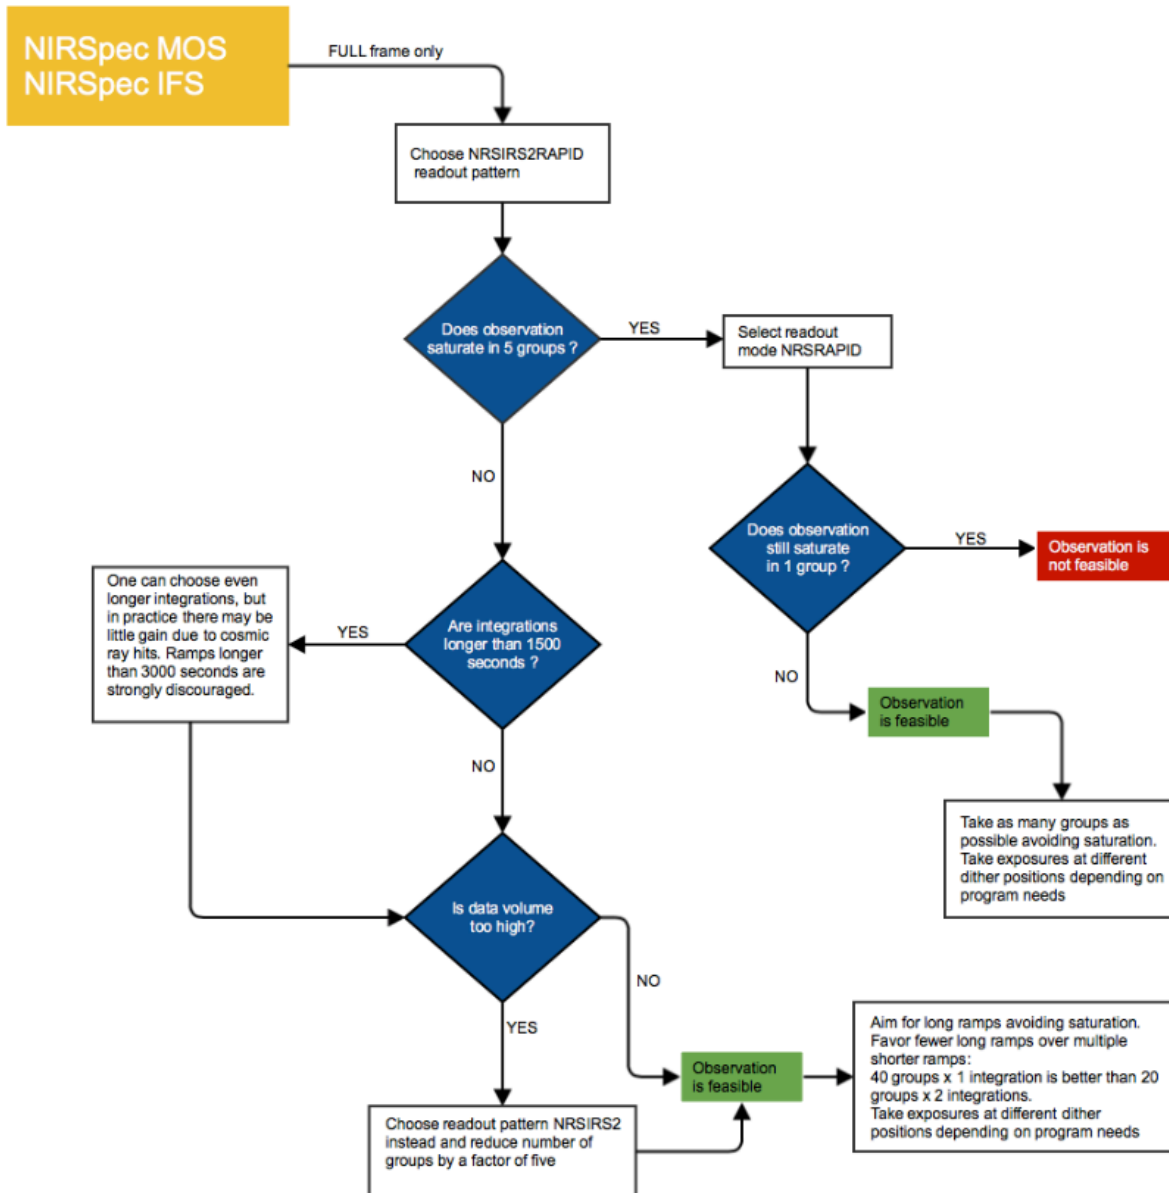 NIRSpec MOS
NIRSpec IFS
FULL frame only
Choose NRSIRS2RAPID
readout pattern
Does observation
saturate in 5 groups ?
YES
Select readout
mode NRSRAPID
NO
Does observation
still saturate
in 1 group ?
YES
Observation is
not feasible
One can choose even
longer integrations, but
in practice there may be
little gain due to cosmic
ray hits. Ramps longer
than 3000 seconds are
strongly discouraged.
YES
Are integrations
longer than 1500
seconds ?
NO
Observation
is feasible
NO
Take as many groups as
possible avoiding saturation.
Take exposures at different
dither positions depending on
program needs
Is data volume
too high?
NO
YES
Observation
is feasible
Aim for long ramps avoiding saturation.
Favor fewer long ramps over multiple
shorter ramps:
40 groups x 1 integration is better than 20
groups x 2 integrations.
Take exposures at different dither
positions depending on program needs
Choose readout pattern NRSIRS2
instead and reduce number of
groups by a factor of five